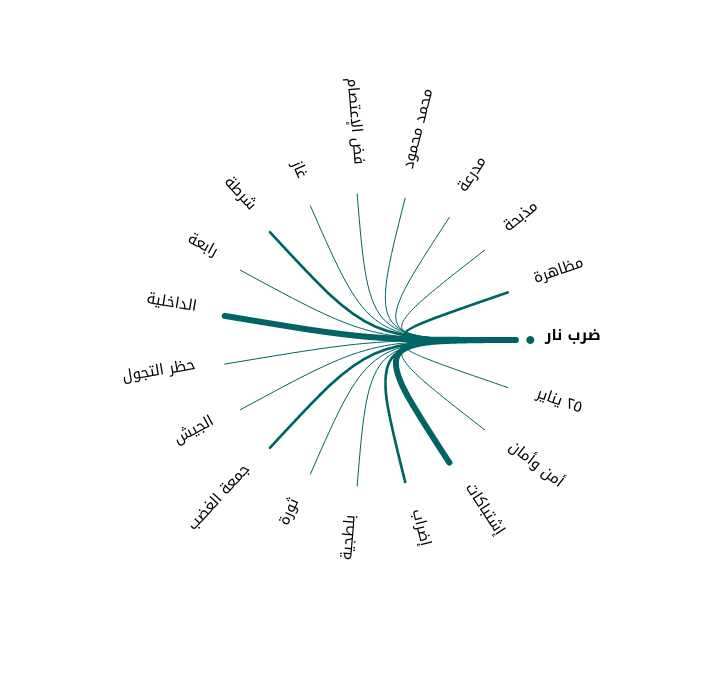 ضرب نار
مظاهرة
مذبحة
مدرعة
محمد محمود
فض الإعتصام
غاز
شرطة
رابعة
الداخلية
حظر التجول
الجيش
جمعة الغضب
ثورة
بلطجية
إضراب
إشتباكات
أمن وأمان
٢٥ يناير